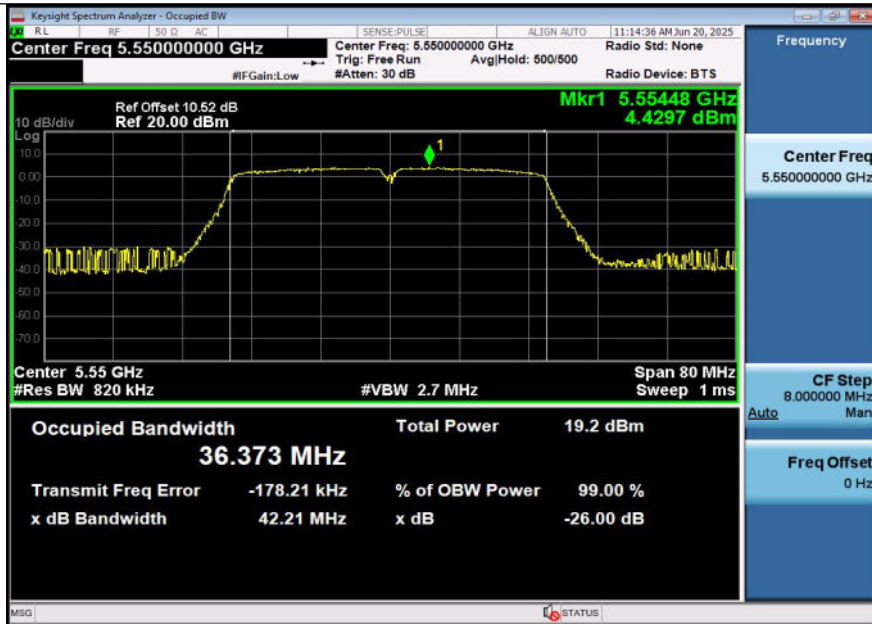 Keysight Spectrum Analyzer - Occupied BW
RL RF 50 Ω AC SENSE:PULSE ALIGN AUTO 11:14:36 AM Jun 20, 2025
Center Freq 5.550000000 GHz
Center Freq: 5.550000000 GHz
Radio Std: None
Trig: Free Run Avg|Hold: 500/500
#IFGain:Low
#Atten: 30 dB
Radio Device: BTS
Mkr1 5.55448 GHz
4.4297 dBm
Ref Offset 10.52 dB
10 dB/div Ref 20.00 dBm
Log
10.0
0.00
-10.0
-20.0
-30.0
-40.0
-50.0
-60.0
-70.0
1
Center 5.55 GHz
Span 80 MHz
#Res BW 820 kHz
#VBW 2.7 MHz
Sweep 1 ms
Occupied Bandwidth
Total Power 19.2 dBm
36.373 MHz
Transmit Freq Error -178.21 kHz
% of OBW Power 99.00 %
x dB Bandwidth 42.21 MHz
x dB -26.00 dB
Frequency
Center Freq
5.550000000 GHz
CF Step
8.000000 MHz
Auto Man
Freq Offset
0 Hz
MSG
STATUS